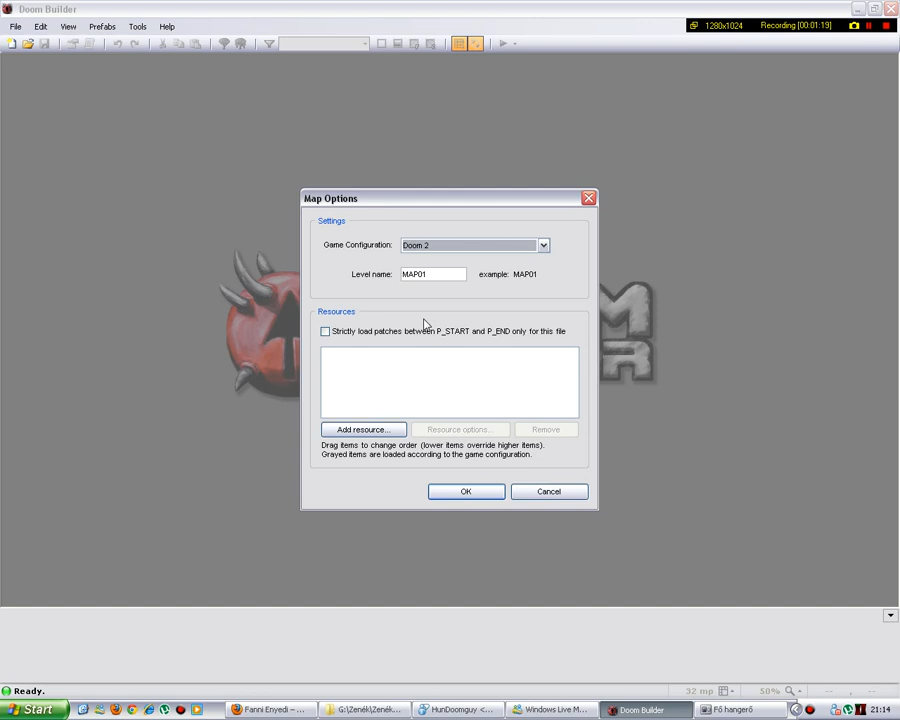 Doom Builder
File Edit View Prefabs Tools Help
1280x1024 Recording [00:01:19]
Map Options
Settings
Game Configuration: Doom 2
Level name: MAP01 example: MAP01
Resources
Strictly load patches between P_START and P_END only for this file
Add resource... Resource options... Remove
Drag items to change order (lower items override higher items).
Grayed items are loaded according to the game configuration.
OK Cancel
Ready. 32 mp 50% -- , --
Start Fanni Enyedi – ... G:\Zenék\Zenék... HunDoomguy <... Windows Live M... Doom Builder Fő hangerő 21:14